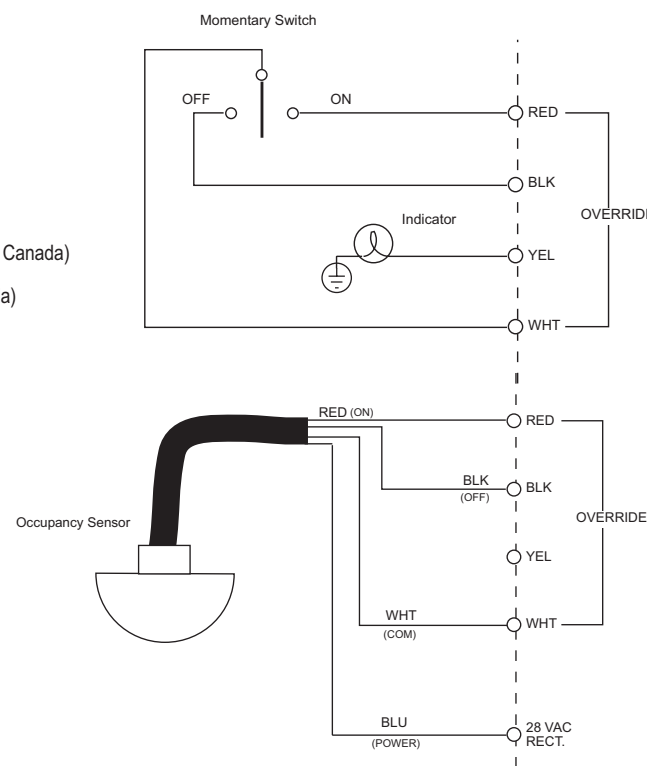 Momentary Switch
OFF
ON
RED
BLK
OVERRIDE
Indicator
Canada)
YEL
a)
WHT
RED (ON)
RED
BLK
(OFF)
BLK
OVERRIDE
Occupancy Sensor
YEL
WHT
(COM)
WHT
BLU
(POWER)
28 VAC
RECT.